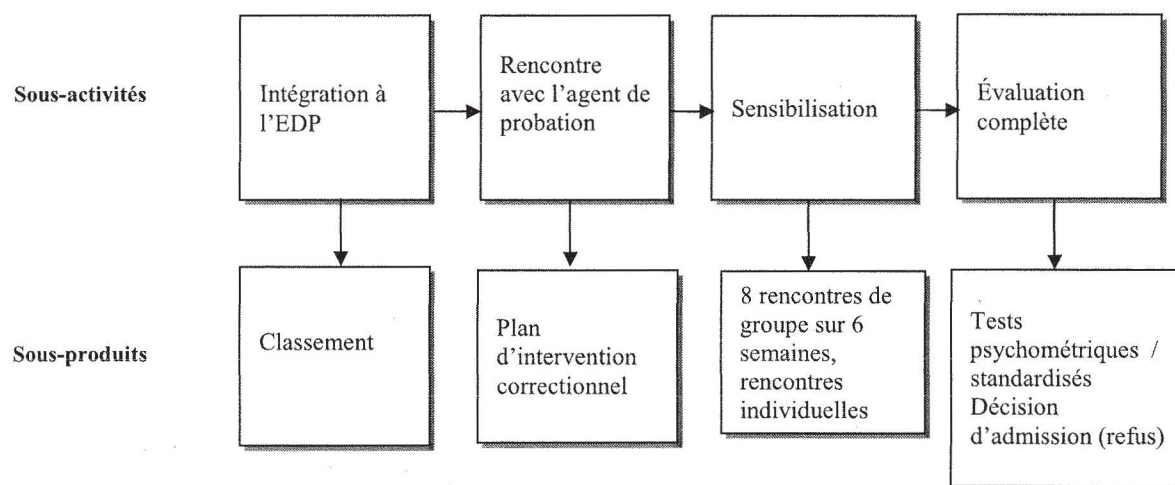 Sous-activités
Intégration à
l'EDP
Rencontre
avec l'agent de
probation
Sensibilisation
Évaluation
complète
Sous-produits
Classement
Plan
d'intervention
correctionnel
8 rencontres de
groupe sur 6
semaines,
rencontres
individuelles
Tests
psychométriques /
standardisés
Décision
d'admission (refus)